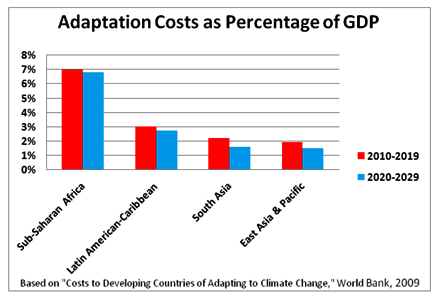 Adaptation Costs as Percentage of GDP
8%
7%
6%
5%
4%
3%
2%
1%
0%
Sub-Saharan Africa
Latin American-Caribbean
South Asia
East Asia & Pacific
2010-2019
2020-2029
Based on "Costs to Developing Countries of Adapting to Climate Change," World Bank, 2009